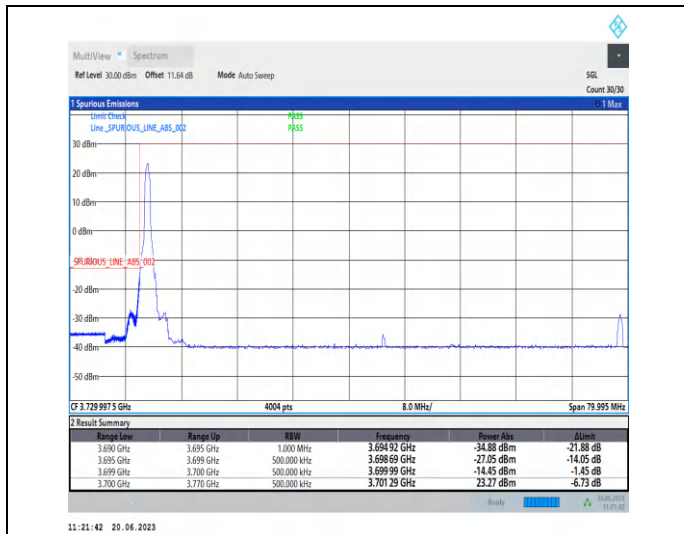 MultiView Spectrum
Ref Level 30.00 dBm Offset 11.64 dB Mode Auto Sweep SGL
Count 30/30
1 Spurious Emissions 1 Max
Limit Check PASS
Line _SPURIOUS_LINE_ABS_002 PASS
30 dBm
20 dBm
10 dBm
0 dBm
_SPURIOUS_LINE_ABS_002
-20 dBm
-30 dBm
-40 dBm
-50 dBm
CF 3.729 997 5 GHz 4004 pts 8.0 MHz/ Span 79.995 MHz
2 Result Summary
Range Low Range Up RBW Frequency Power Abs ΔLimit
3.690 GHz 3.695 GHz 1.000 MHz 3.694 92 GHz -34.88 dBm -21.88 dB
3.695 GHz 3.699 GHz 500.000 kHz 3.698 69 GHz -27.05 dBm -14.05 dB
3.699 GHz 3.700 GHz 500.000 kHz 3.699 99 GHz -14.45 dBm -1.45 dB
3.700 GHz 3.770 GHz 500.000 kHz 3.701 29 GHz 23.27 dBm -6.73 dB
Ready 20.06.2023
11:21:42
11:21:42 20.06.2023